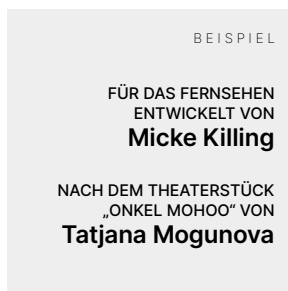 BEISPIEL
FÜR DAS FERNSEHEN
ENTWICKELT VON
Micke Killing
NACH DEM THEATERSTÜCK
„ONKEL MOHOO“ VON
Tatjana Mogunova